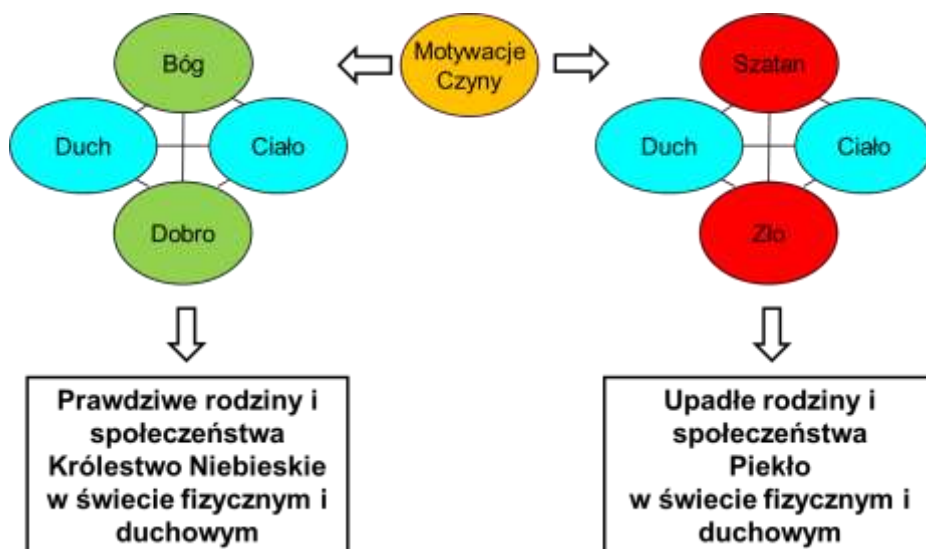 Bóg
Motywacje
Czyny
Szatan
Duch
Ciało
Duch
Ciało
Dobro
Zło
Prawdziwe rodziny i
społeczeństwa
Królestwo Niebieskie
w świecie fizycznym i
duchowym
Upadłe rodziny i
społeczeństwa
Piekło
w świecie fizycznym i
duchowym